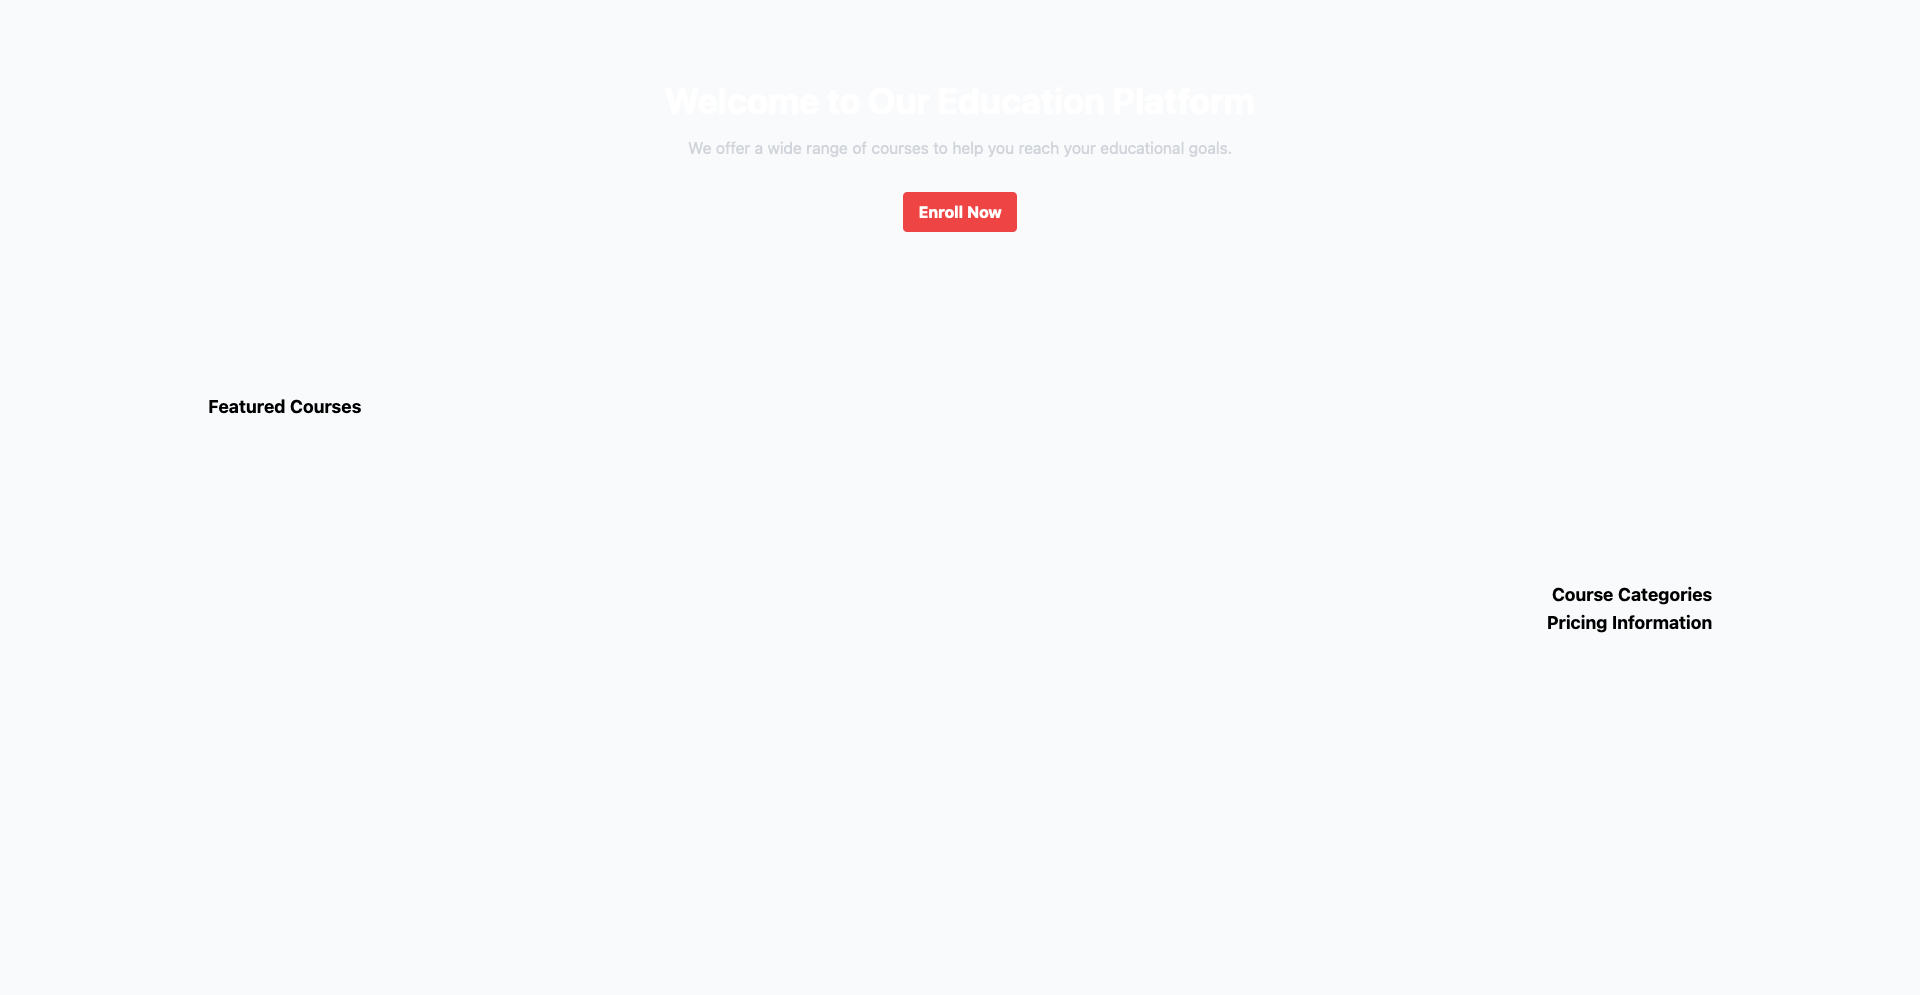 Welcome to Our Education Platform
We offer a wide range of courses to help you reach your educational goals.
Enroll Now
Featured Courses
Course Categories
Pricing Information